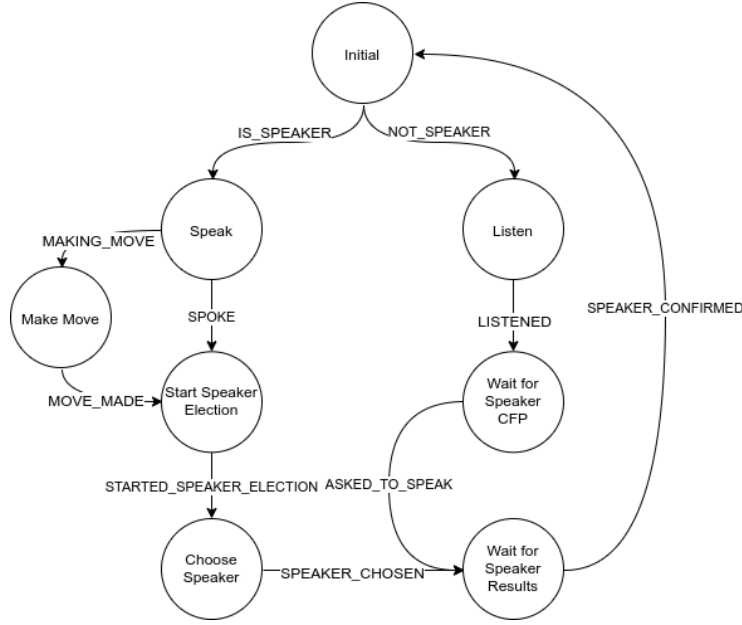 Initial
IS_SPEAKER
NOT_SPEAKER
Speak
Listen
MAKING_MOVE
Make Move
SPOKE
LISTENED
SPEAKER_CONFIRMED
MOVE_MADE
Start Speaker
Election
Wait for
Speaker
CFP
STARTED_SPEAKER_ELECTION
ASKED_TO_SPEAK
Choose
Speaker
SPEAKER_CHOSEN
Wait for
Speaker
Results